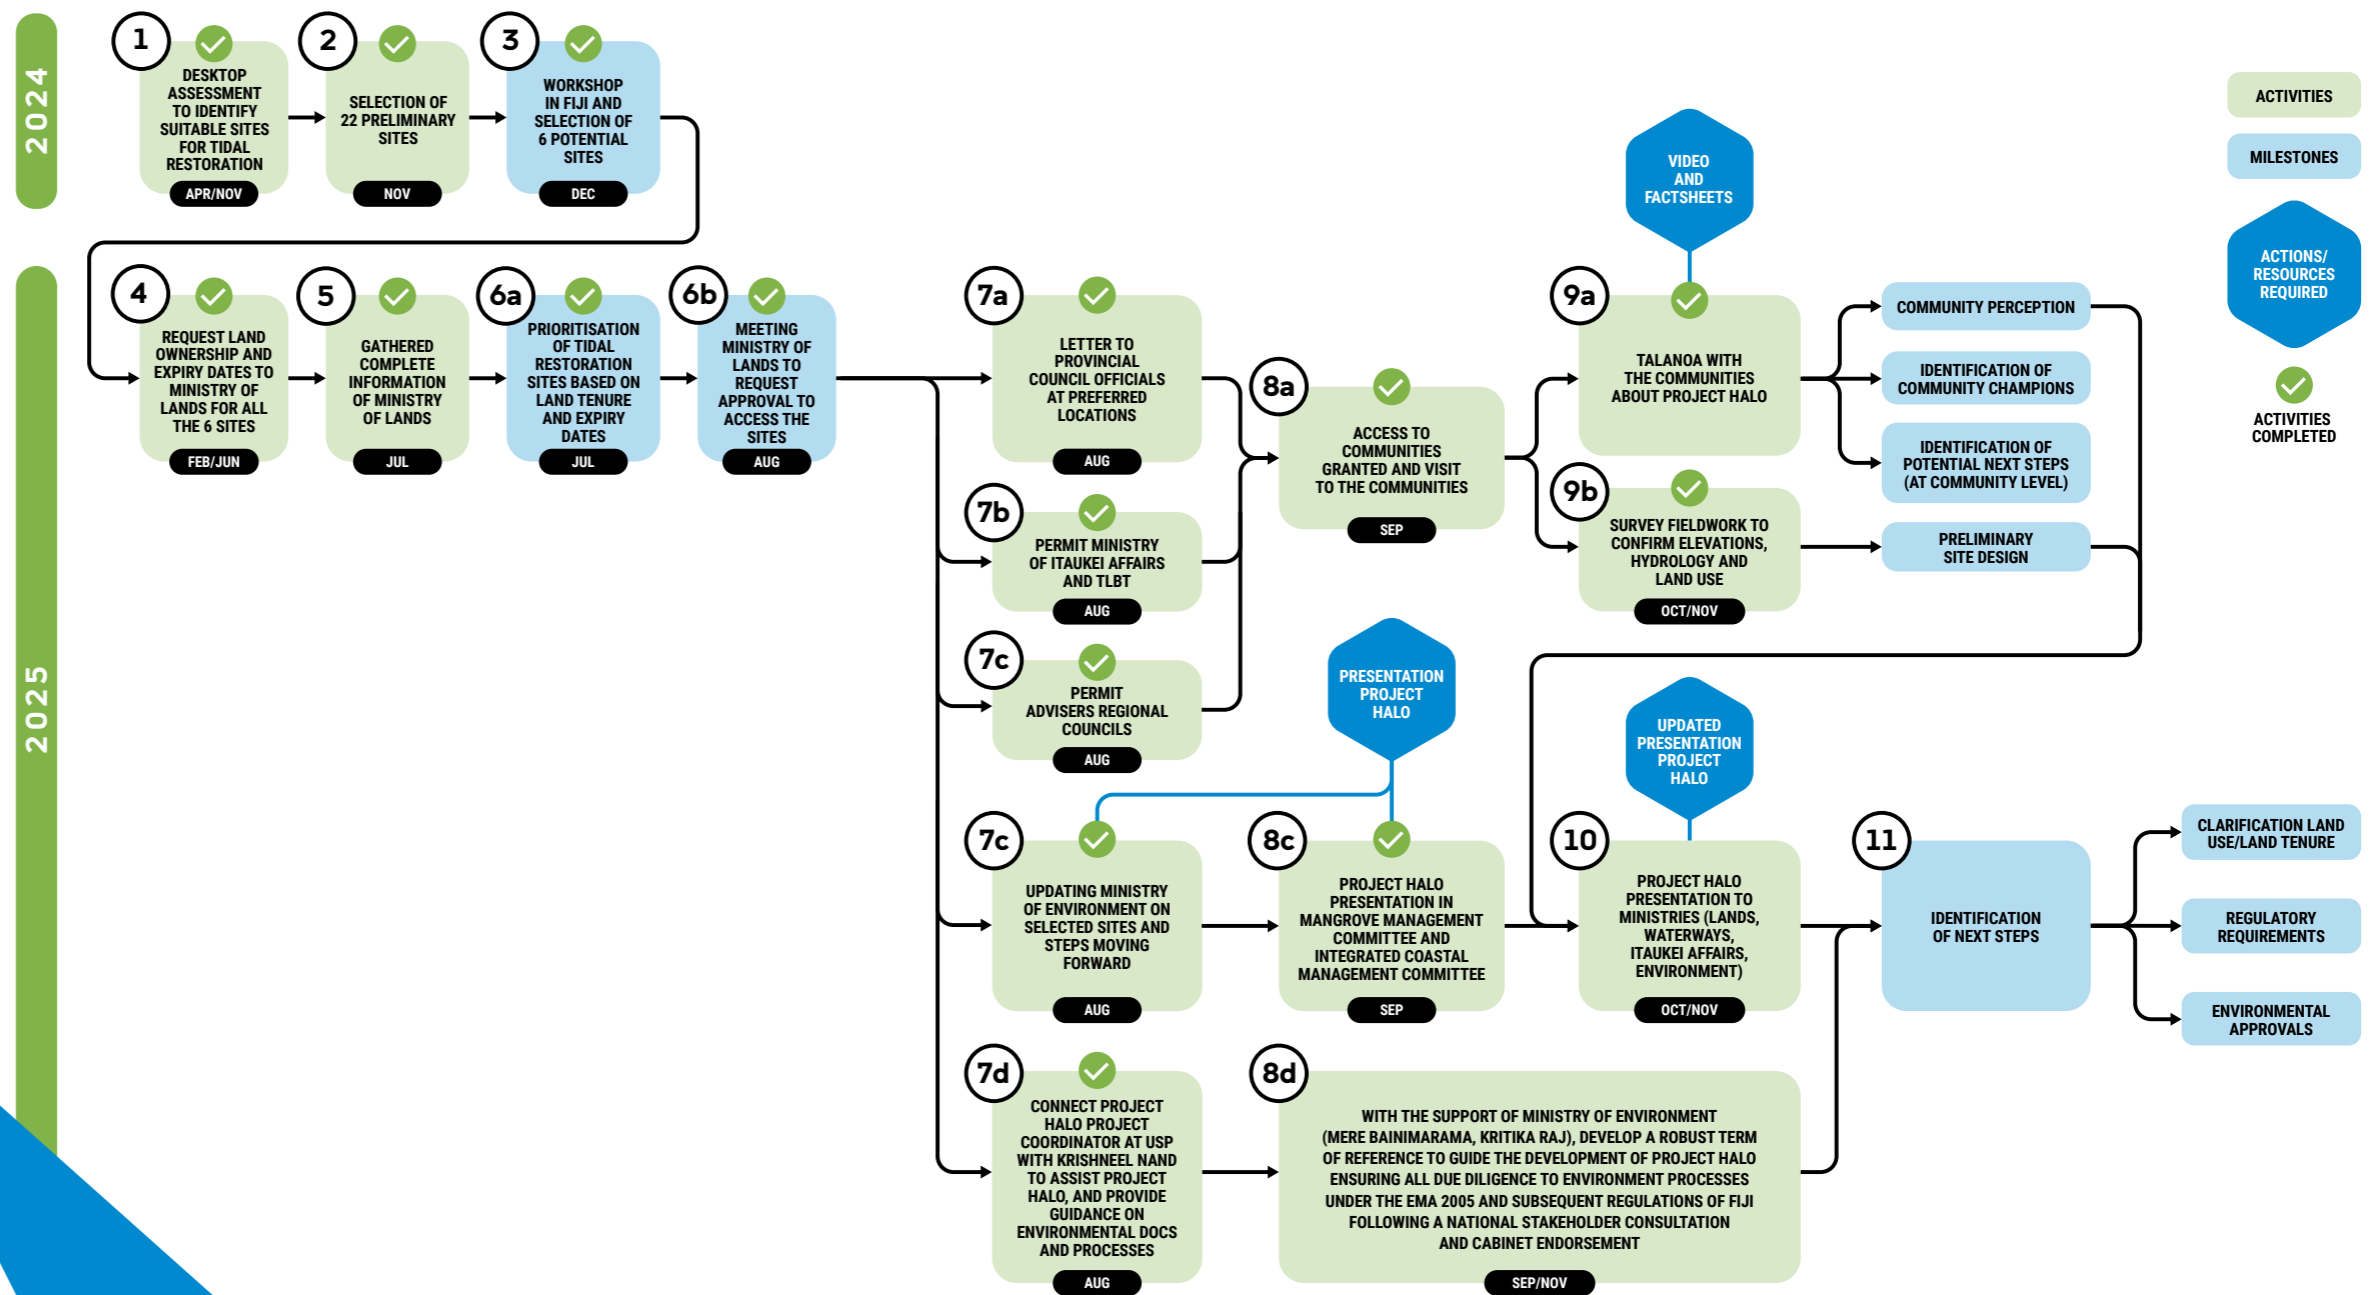 2024
1
DESKTOP
ASSESSMENT
TO IDENTIFY
SUITABLE SITES
FOR TIDAL
RESTORATION
APR/NOV
2
SELECTION OF
22 PRELIMINARY
SITES
NOV
3
WORKSHOP
IN FIJI AND
SELECTION OF
6 POTENTIAL
SITES
DEC
2025
4
REQUEST LAND
OWNERSHIP AND
EXPIRY DATES TO
MINISTRY OF
LANDS FOR ALL
THE 6 SITES
FEB/JUN
5
GATHERED
COMPLETE
INFORMATION
OF MINISTRY
OF LANDS
JUL
6a
PRIORITISATION
OF TIDAL
RESTORATION
SITES BASED ON
LAND TENURE
AND EXPIRY
DATES
JUL
6b
MEETING
MINISTRY OF
LANDS TO
REQUEST
APPROVAL TO
ACCESS THE
SITES
AUG
7a
LETTER TO
PROVINCIAL
COUNCIL OFFICIALS
AT PREFERRED
LOCATIONS
AUG
7b
PERMIT MINISTRY
OF ITAUKEI AFFAIRS
AND TLBT
AUG
7c
PERMIT
ADVISERS REGIONAL
COUNCILS
AUG
8a
ACCESS TO
COMMUNITIES
GRANTED AND VISIT
TO THE COMMUNITIES
SEP
VIDEO
AND
FACTSHEETS
9a
TALANOA WITH
THE COMMUNITIES
ABOUT PROJECT HALO
9b
SURVEY FIELDWORK TO
CONFIRM ELEVATIONS,
HYDROLOGY AND
LAND USE
OCT/NOV
COMMUNITY PERCEPTION
IDENTIFICATION OF
COMMUNITY CHAMPIONS
IDENTIFICATION OF
POTENTIAL NEXT STEPS
(AT COMMUNITY LEVEL)
PRELIMINARY
SITE DESIGN
PRESENTATION
PROJECT
HALO
7c
UPDATING MINISTRY
OF ENVIRONMENT ON
SELECTED SITES AND
STEPS MOVING
FORWARD
AUG
8c
PROJECT HALO
PRESENTATION IN
MANGROVE MANAGEMENT
COMMITTEE AND
INTEGRATED COASTAL
MANAGEMENT COMMITTEE
SEP
UPDATED
PRESENTATION
PROJECT
HALO
10
PROJECT HALO
PRESENTATION TO
MINISTRIES (LANDS,
WATERWAYS,
ITAUKEI AFFAIRS,
ENVIRONMENT)
OCT/NOV
11
IDENTIFICATION
OF NEXT STEPS
CLARIFICATION LAND
USE/LAND TENURE
REGULATORY
REQUIREMENTS
ENVIRONMENTAL
APPROVALS
7d
CONNECT PROJECT
HALO PROJECT
COORDINATOR AT USP
WITH KRISHNEEL NAND
TO ASSIST PROJECT
HALO, AND PROVIDE
GUIDANCE ON
ENVIRONMENTAL DOCS
AND PROCESSES
AUG
8d
WITH THE SUPPORT OF MINISTRY OF ENVIRONMENT
(MERE BAINIMARAMA, KRITIKA RAJ), DEVELOP A ROBUST TERM
OF REFERENCE TO GUIDE THE DEVELOPMENT OF PROJECT HALO
ENSURING ALL DUE DILIGENCE TO ENVIRONMENT PROCESSES
UNDER THE EMA 2005 AND SUBSEQUENT REGULATIONS OF FIJI
FOLLOWING A NATIONAL STAKEHOLDER CONSULTATION
AND CABINET ENDORSEMENT
SEP/NOV
ACTIVITIES
MILESTONES
ACTIONS/
RESOURCES
REQUIRED
ACTIVITIES
COMPLETED